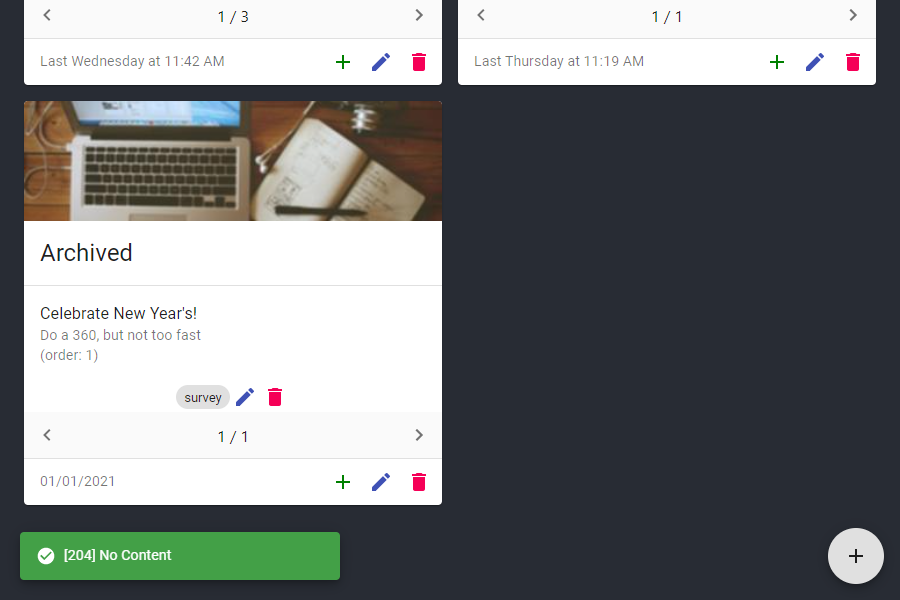 1 / 3
1 / 1
Last Wednesday at 11:42 AM
Last Thursday at 11:19 AM
Archived
Celebrate New Year's!
Do a 360, but not too fast
(order: 1)
survey
1 / 1
01/01/2021
[204] No Content